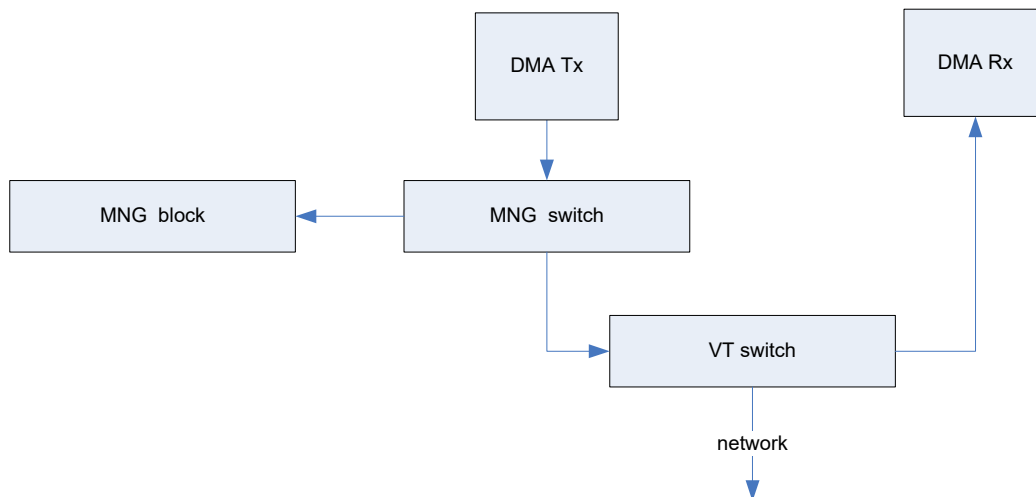 DMA Tx
DMA Rx
MNG block
MNG switch
VT switch
network